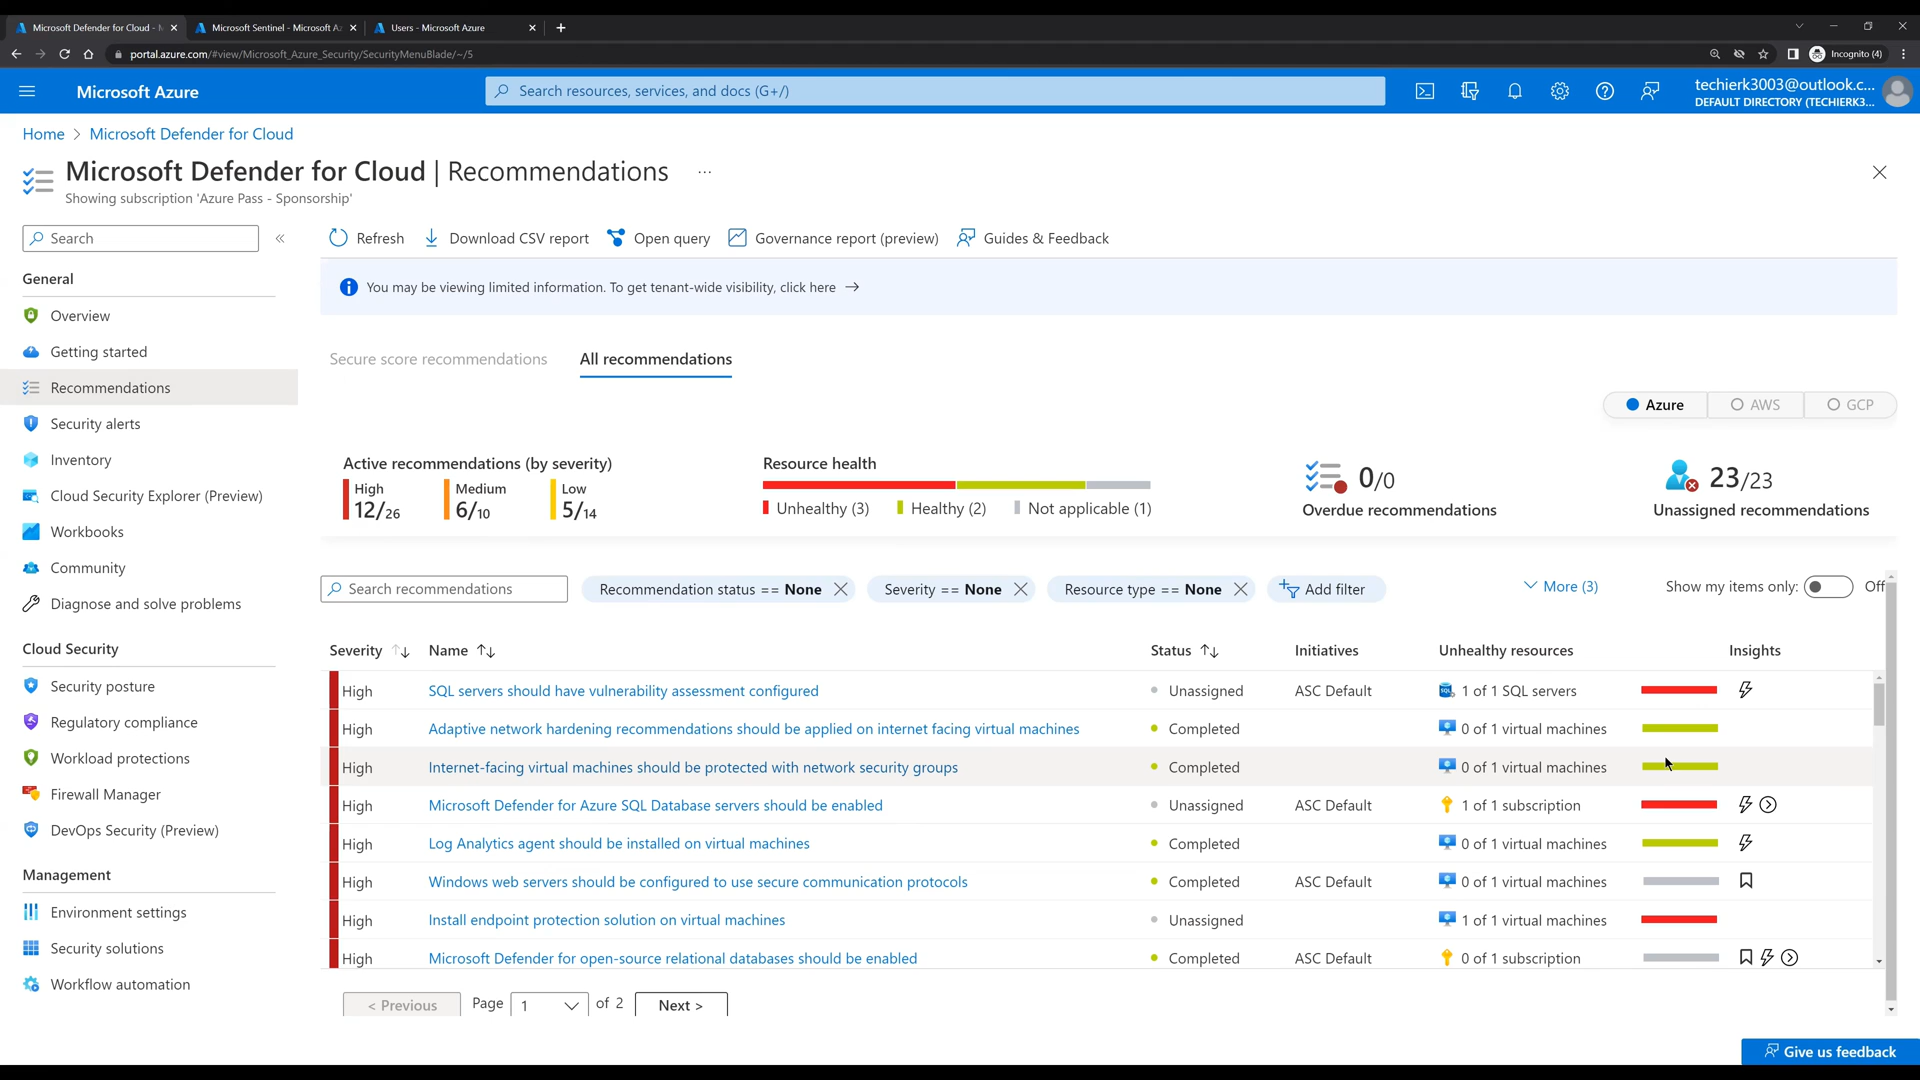 Microsoft Defender for Cloud - M
Microsoft Sentinel - Microsoft Az
Users - Microsoft Azure
portal.azure.com/#view/Microsoft_Azure_Security/SecurityMenuBlade/~/5
Incognito (4)
Microsoft Azure
Search resources, services, and docs (G+/)
techierk3003@outlook.c...
DEFAULT DIRECTORY (TECHIERK3...
Home > Microsoft Defender for Cloud
Microsoft Defender for Cloud | Recommendations ...
Showing subscription 'Azure Pass - Sponsorship'
Search «
Refresh Download CSV report Open query Governance report (preview) Guides & Feedback
You may be viewing limited information. To get tenant-wide visibility, click here →
General
Overview
Getting started
Recommendations
Security alerts
Inventory
Cloud Security Explorer (Preview)
Workbooks
Community
Diagnose and solve problems
Cloud Security
Security posture
Regulatory compliance
Workload protections
Firewall Manager
DevOps Security (Preview)
Management
Environment settings
Security solutions
Workflow automation
Secure score recommendations All recommendations
Azure AWS GCP
Active recommendations (by severity)
High Medium Low
12/26 6/10 5/14
Resource health
Unhealthy (3) Healthy (2) Not applicable (1)
0/0
Overdue recommendations
23/23
Unassigned recommendations
Search recommendations Recommendation status == None Severity == None Resource type == None Add filter More (3) Show my items only: Off
Severity Name Status Initiatives Unhealthy resources Insights
High SQL servers should have vulnerability assessment configured Unassigned ASC Default 1 of 1 SQL servers
High Adaptive network hardening recommendations should be applied on internet facing virtual machines Completed 0 of 1 virtual machines
High Internet-facing virtual machines should be protected with network security groups Completed 0 of 1 virtual machines
High Microsoft Defender for Azure SQL Database servers should be enabled Unassigned ASC Default 1 of 1 subscription
High Log Analytics agent should be installed on virtual machines Completed 0 of 1 virtual machines
High Windows web servers should be configured to use secure communication protocols Completed ASC Default 0 of 1 virtual machines
High Install endpoint protection solution on virtual machines Unassigned 1 of 1 virtual machines
High Microsoft Defender for open-source relational databases should be enabled Completed ASC Default 0 of 1 subscription
< Previous Page 1 of 2 Next >
Give us feedback